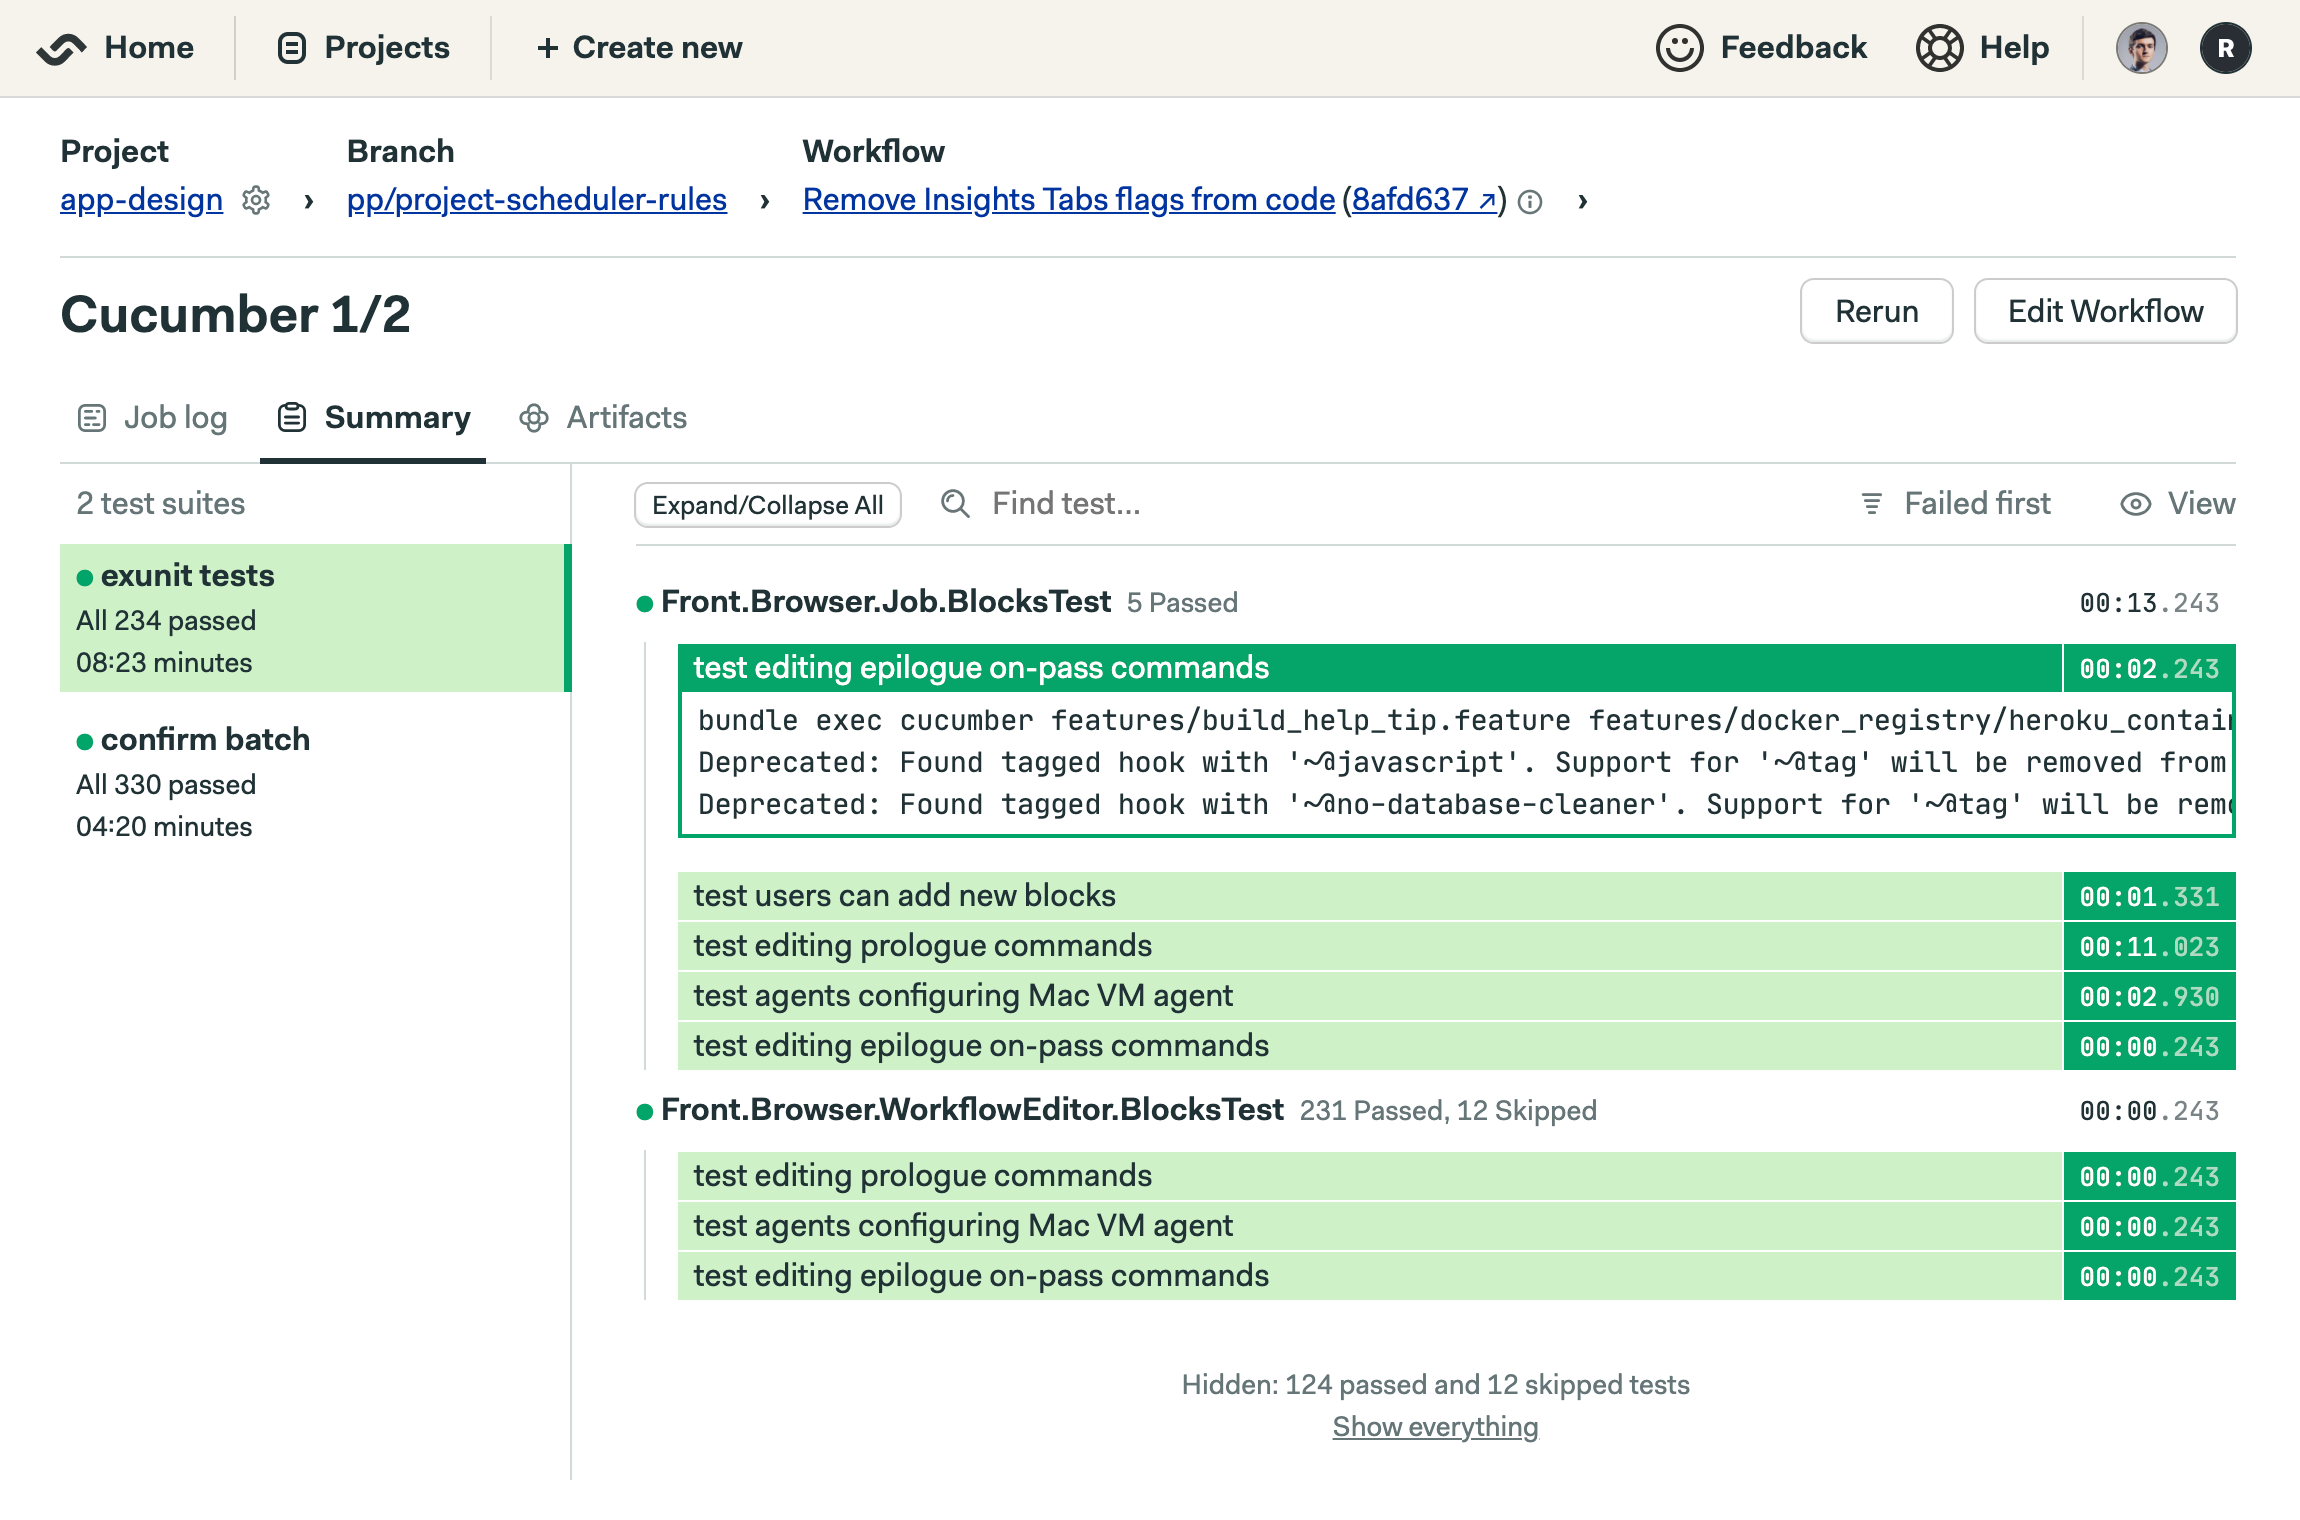 Home
Projects
+ Create new
Feedback
Help
R
Project
Branch
Workflow
app-design
›
pp/project-scheduler-rules
›
Remove Insights Tabs flags from code (8afd637 ↗)
›
Cucumber 1/2
Rerun
Edit Workflow
Job log
Summary
Artifacts
2 test suites
exunit tests
All 234 passed
08:23 minutes
confirm batch
All 330 passed
04:20 minutes
Expand/Collapse All
Find test...
Failed first
View
Front.Browser.Job.BlocksTest 5 Passed 00:13.243
test editing epilogue on-pass commands 00:02.243
bundle exec cucumber features/build_help_tip.feature features/docker_registry/heroku_contai
Deprecated: Found tagged hook with '~@javascript'. Support for '~@tag' will be removed from
Deprecated: Found tagged hook with '~@no-database-cleaner'. Support for '~@tag' will be rem
test users can add new blocks 00:01.331
test editing prologue commands 00:11.023
test agents configuring Mac VM agent 00:02.930
test editing epilogue on-pass commands 00:00.243
Front.Browser.WorkflowEditor.BlocksTest 231 Passed, 12 Skipped 00:00.243
test editing prologue commands 00:00.243
test agents configuring Mac VM agent 00:00.243
test editing epilogue on-pass commands 00:00.243
Hidden: 124 passed and 12 skipped tests
Show everything